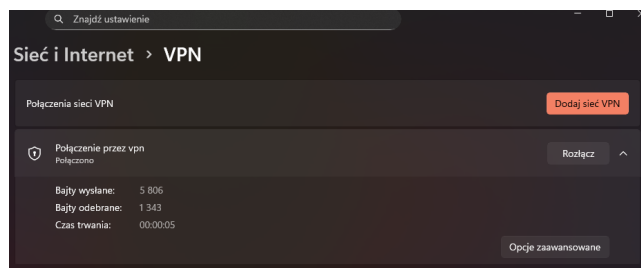 Znajdź ustawienie
Sieć i Internet > VPN
Połączenia sieci VPN
Dodaj sieć VPN
Połączenie przez vpn
Połączono
Rozłącz
Bajty wysłane: 5 806
Bajty odebrane: 1 343
Czas trwania: 00:00:05
Opcje zaawansowane